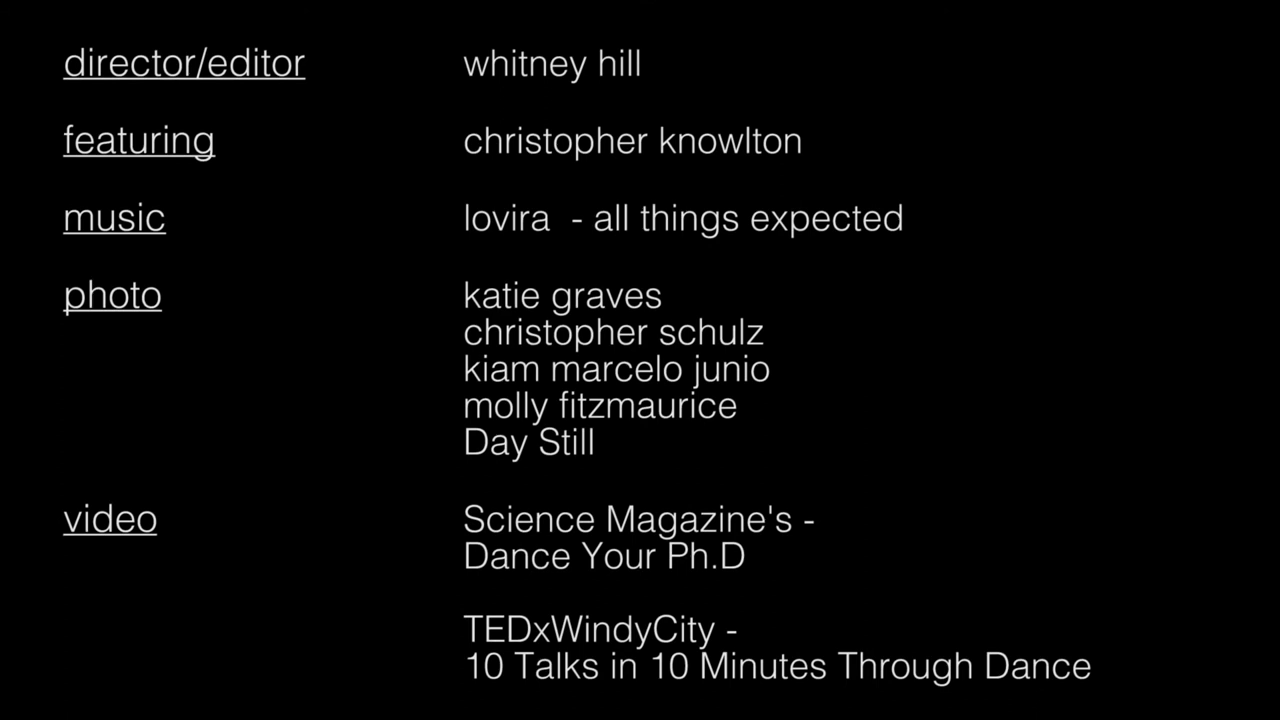 director/editor whitney hill
featuring christopher knowlton
music lovira - all things expected
photo katie graves
christopher schulz
kiam marcelo junio
molly fitzmaurice
Day Still
video Science Magazine's -
Dance Your Ph.D
TEDxWindyCity -
10 Talks in 10 Minutes Through Dance